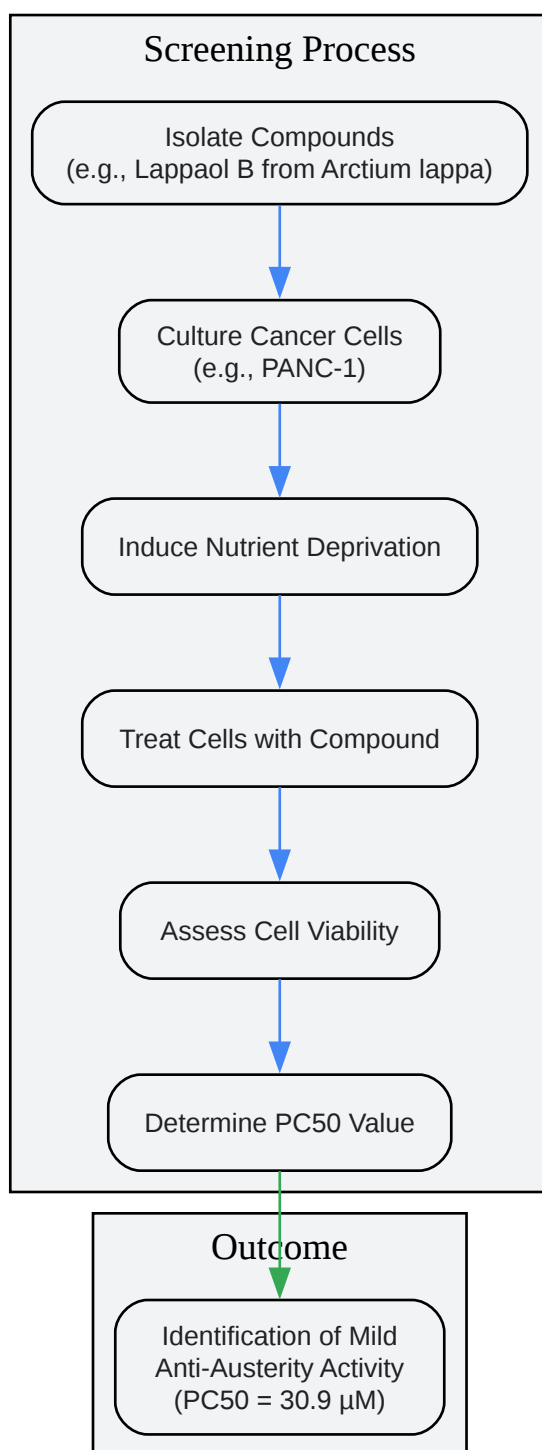 Screening Process
Isolate Compounds
(e.g., Lappaol B from Arctium lappa)
Culture Cancer Cells
(e.g., PANC-1)
Induce Nutrient Deprivation
Treat Cells with Compound
Assess Cell Viability
Determine PC50 Value
Outcome
Identification of Mild
Anti-Austerity Activity
(PC50 = 30.9 µM)